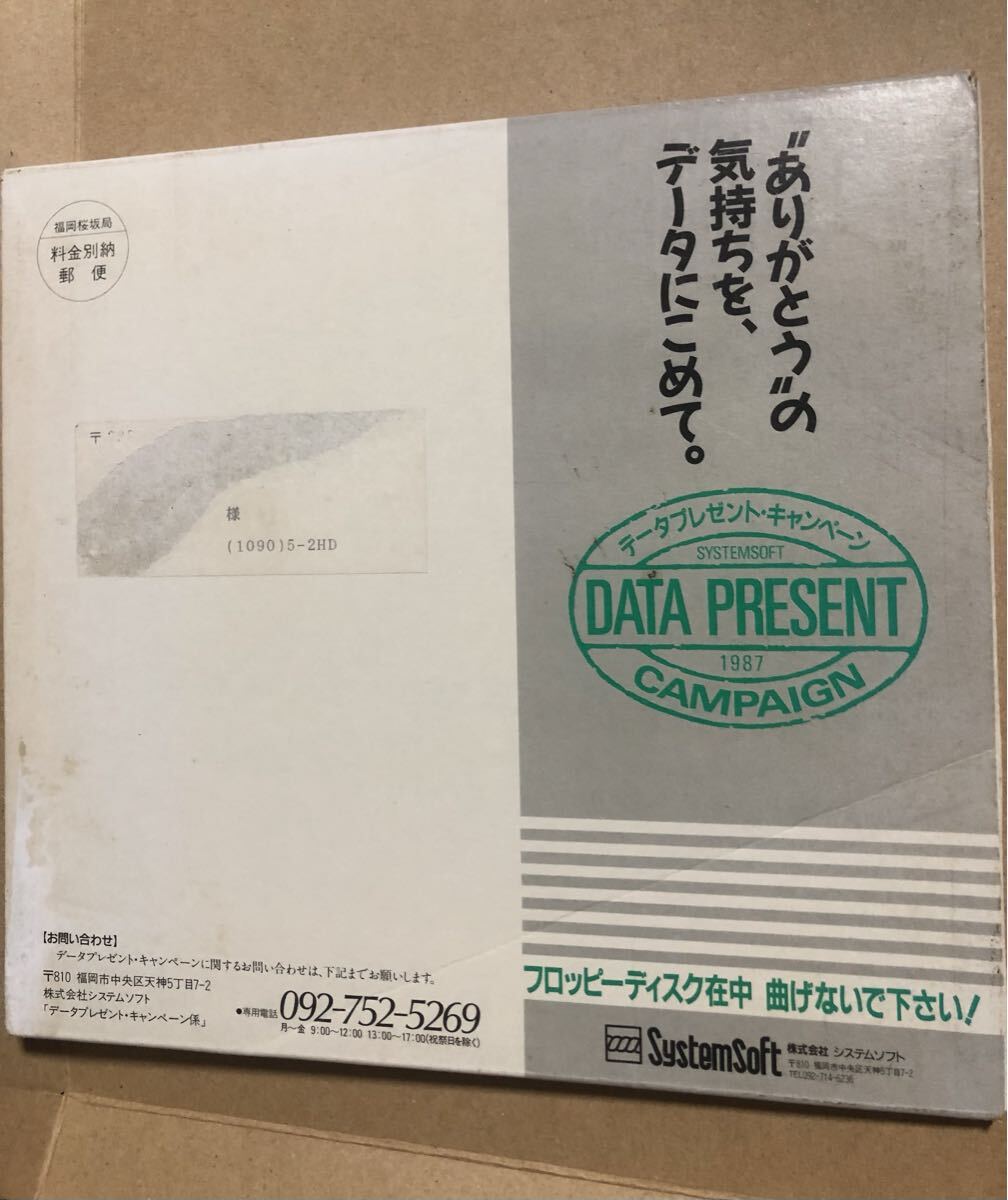 福岡桜坂局
料金別納
郵便
〒
様
(1090)5-2HD
【お問い合わせ】
データプレゼント・キャンペーンに関するお問い合わせは、下記までお願いします。
〒810 福岡市中央区天神5丁目7-2
株式会社システムソフト
「データプレゼント・キャンペーン係」
●専用電話 092-752-5269
月〜金 9:00〜12:00 13:00〜17:00(祝祭日を除く)
“ありがとう”の
気持ちを、
データにこめて。
データプレゼント・キャンペーン
SYSTEMSOFT
DATA PRESENT
1987
CAMPAIGN
フロッピーディスク在中 曲げないで下さい!
SystemSoft 株式会社 システムソフト
〒810 福岡市中央区天神5丁目7-2
TEL092-714-6236